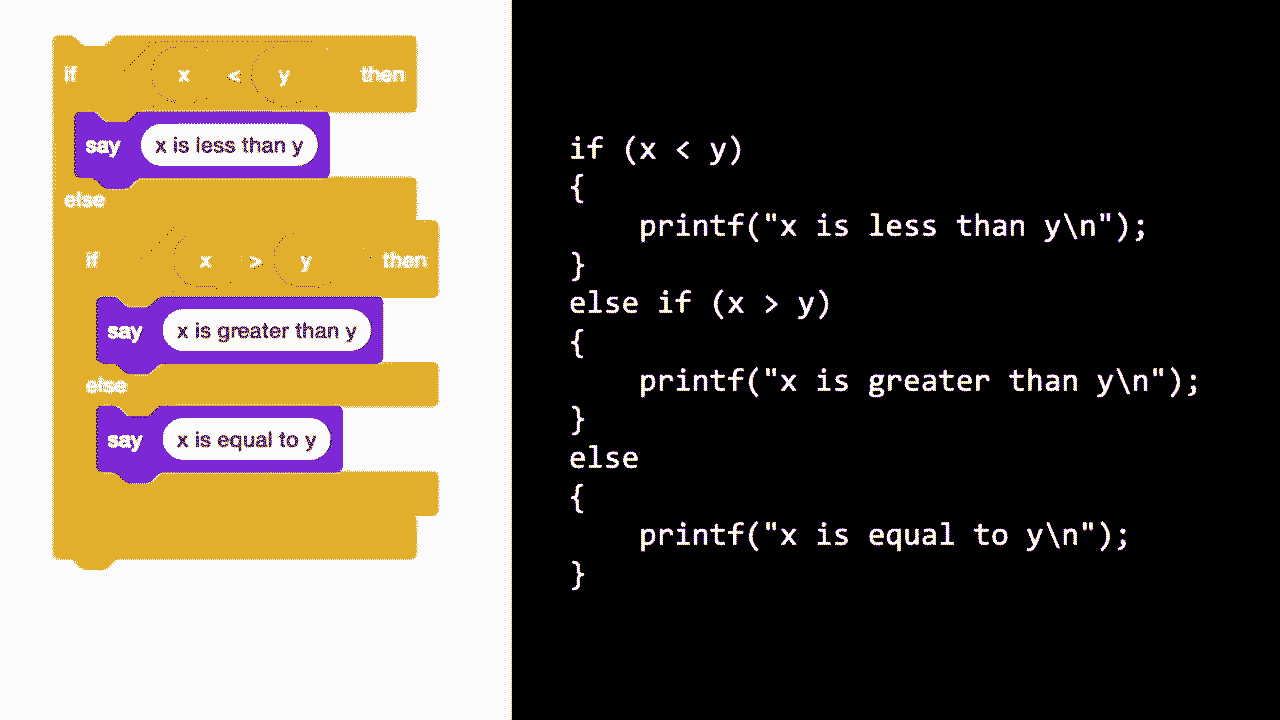 if x < y then
say x is less than y
else
if x > y then
say x is greater than y
else
say x is equal to y
if (x < y)
{
    printf("x is less than y\n");
}
else if (x > y)
{
    printf("x is greater than y\n");
}
else
{
    printf("x is equal to y\n");
}